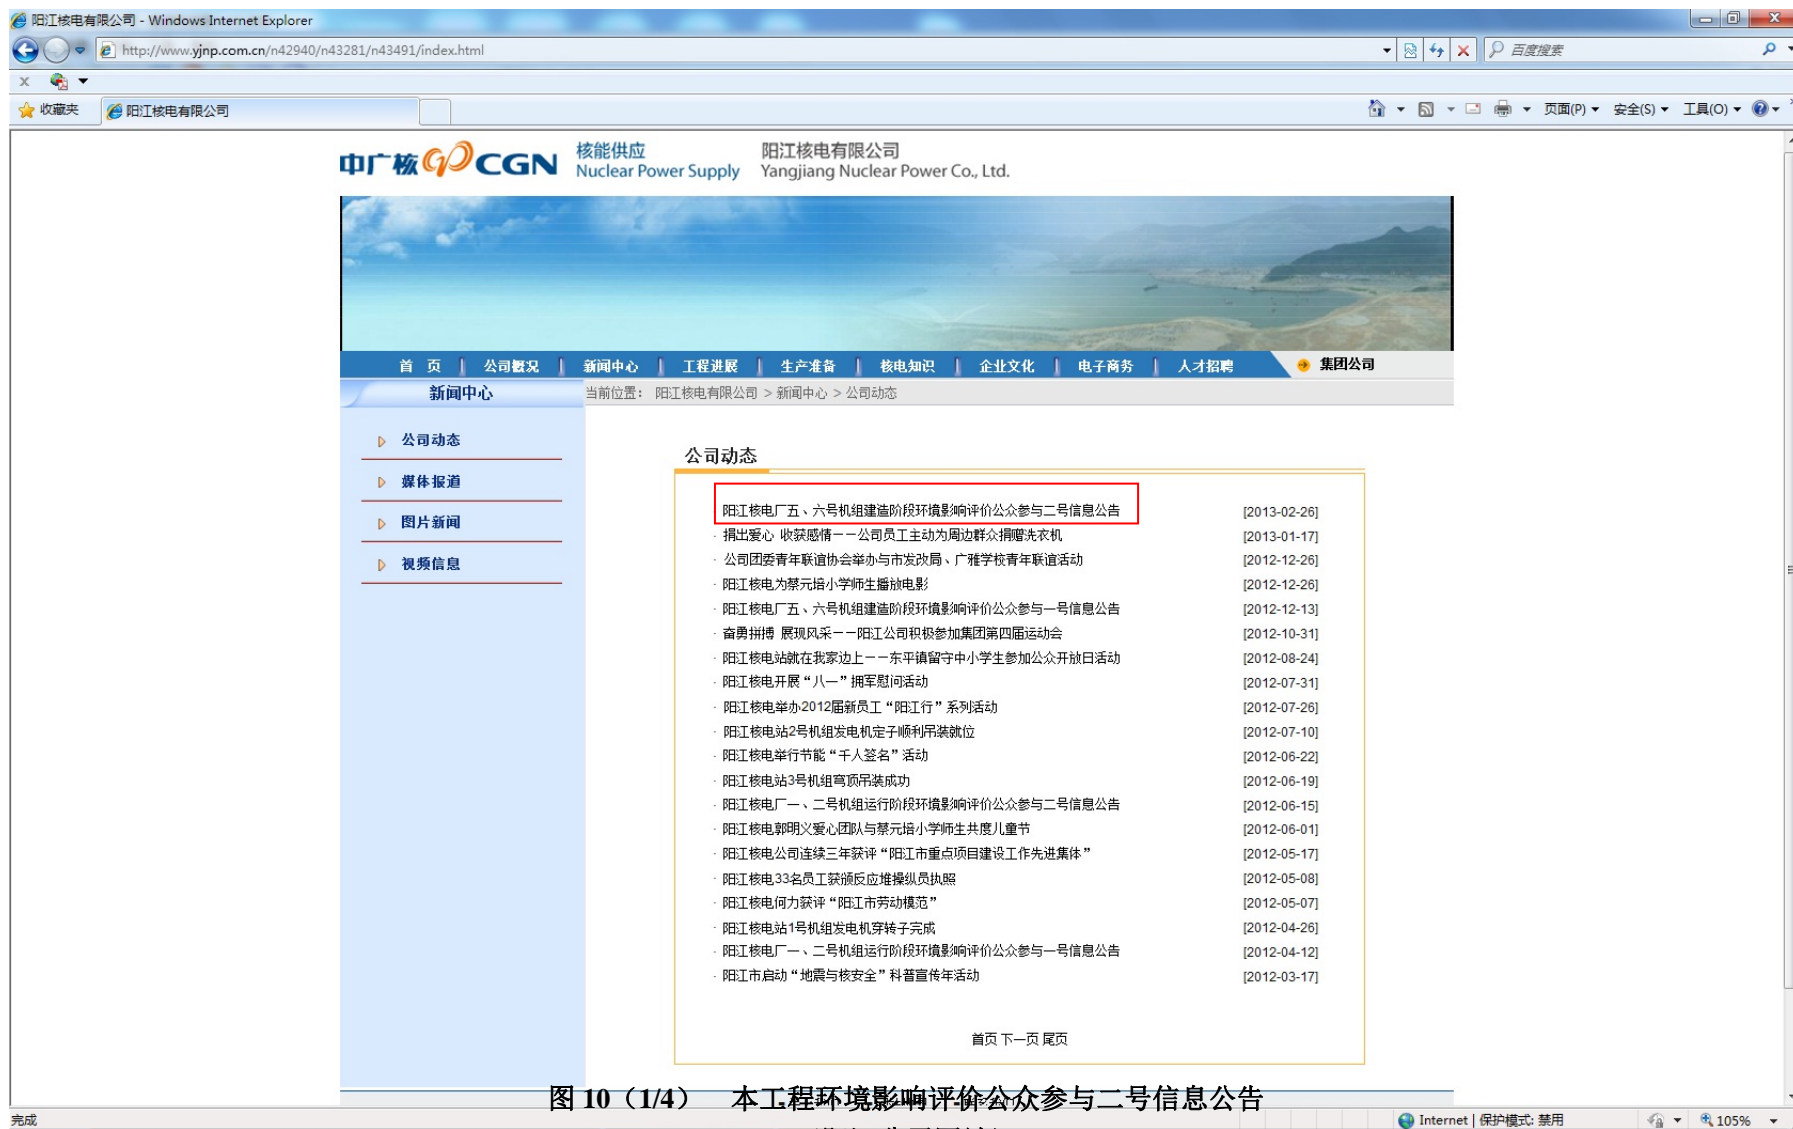 阳江核电有限公司 - Windows Internet Explorer
http://www.yjnp.com.cn/n42940/n43281/n43491/index.html
百度搜索
x
收藏夹 阳江核电有限公司
页面(P) 安全(S) 工具(O)
中广核 CGN 核能供应 阳江核电有限公司
Nuclear Power Supply Yangjiang Nuclear Power Co., Ltd.
首 页 公司概况 新闻中心 工程进展 生产准备 核电知识 企业文化 电子商务 人才招聘 集团公司
新闻中心 当前位置: 阳江核电有限公司 > 新闻中心 > 公司动态
公司动态
媒体报道
图片新闻
视频信息
公司动态
阳江核电厂五、六号机组建造阶段环境影响评价公众参与二号信息公告 [2013-02-26]
· 捐出爱心 收获感情－－公司员工主动为周边群众捐赠洗衣机 [2013-01-17]
· 公司团委青年联谊协会举办与市发改局、广雅学校青年联谊活动 [2012-12-26]
· 阳江核电为蔡元培小学师生播放电影 [2012-12-26]
· 阳江核电厂五、六号机组建造阶段环境影响评价公众参与一号信息公告 [2012-12-13]
· 奋勇拼搏 展现风采－－阳江公司积极参加集团第四届运动会 [2012-10-31]
· 阳江核电站就在我家边上－－东平镇留守中小学生参加公众开放日活动 [2012-08-24]
· 阳江核电开展“八一”拥军慰问活动 [2012-07-31]
· 阳江核电举办2012届新员工“阳江行”系列活动 [2012-07-26]
· 阳江核电站2号机组发电机定子顺利吊装就位 [2012-07-10]
· 阳江核电举行节能“千人签名”活动 [2012-06-22]
· 阳江核电站3号机组穹顶吊装成功 [2012-06-19]
· 阳江核电厂一、二号机组运行阶段环境影响评价公众参与二号信息公告 [2012-06-15]
· 阳江核电郭明义爱心团队与蔡元培小学师生共度儿童节 [2012-06-01]
· 阳江核电公司连续三年获评“阳江市重点项目建设工作先进集体” [2012-05-17]
· 阳江核电33名员工获颁反应堆操纵员执照 [2012-05-08]
· 阳江核电何力获评“阳江市劳动模范” [2012-05-07]
· 阳江核电站1号机组发电机穿转子完成 [2012-04-26]
· 阳江核电厂一、二号机组运行阶段环境影响评价公众参与一号信息公告 [2012-04-12]
· 阳江市启动“地震与核安全”科普宣传年活动 [2012-03-17]
首页 下一页 尾页
图 10（1/4） 本工程环境影响评价公众参与二号信息公告
完成 Internet | 保护模式: 禁用 105%